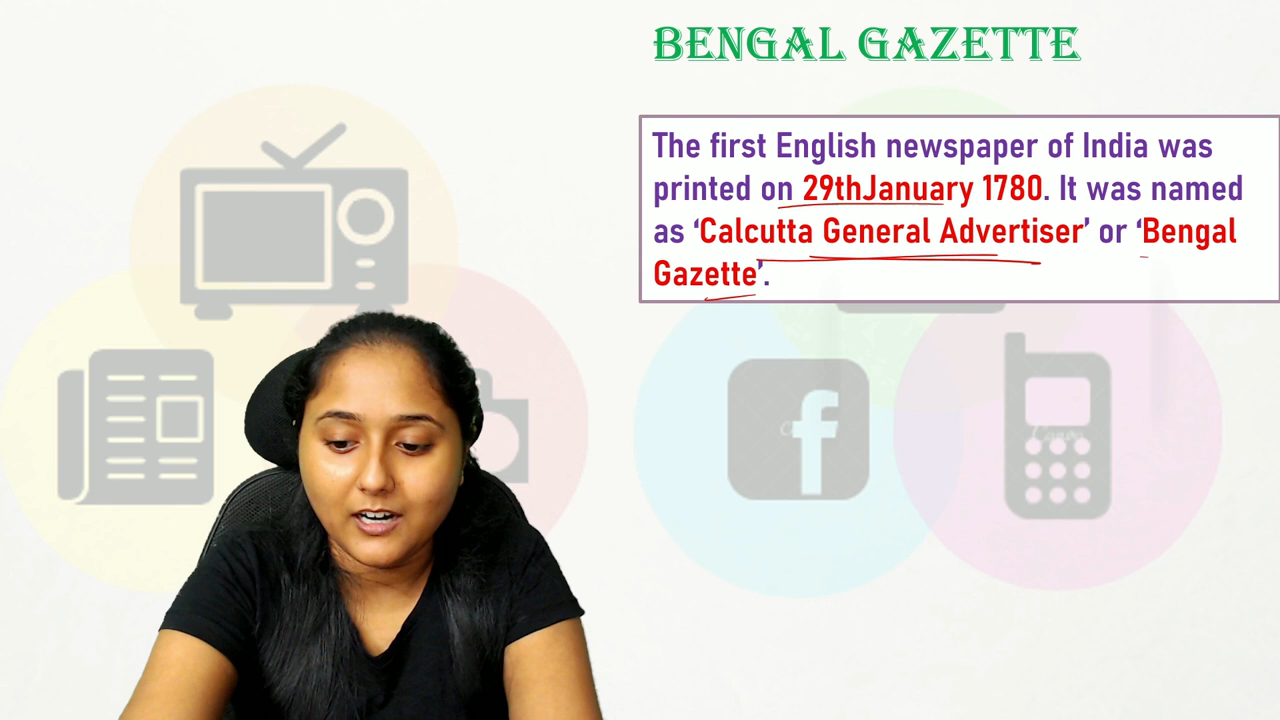 BENGAL GAZETTE
The first English newspaper of India was
printed on 29thJanuary 1780. It was named
as ‘Calcutta General Advertiser’ or ‘Bengal
Gazette’.
f